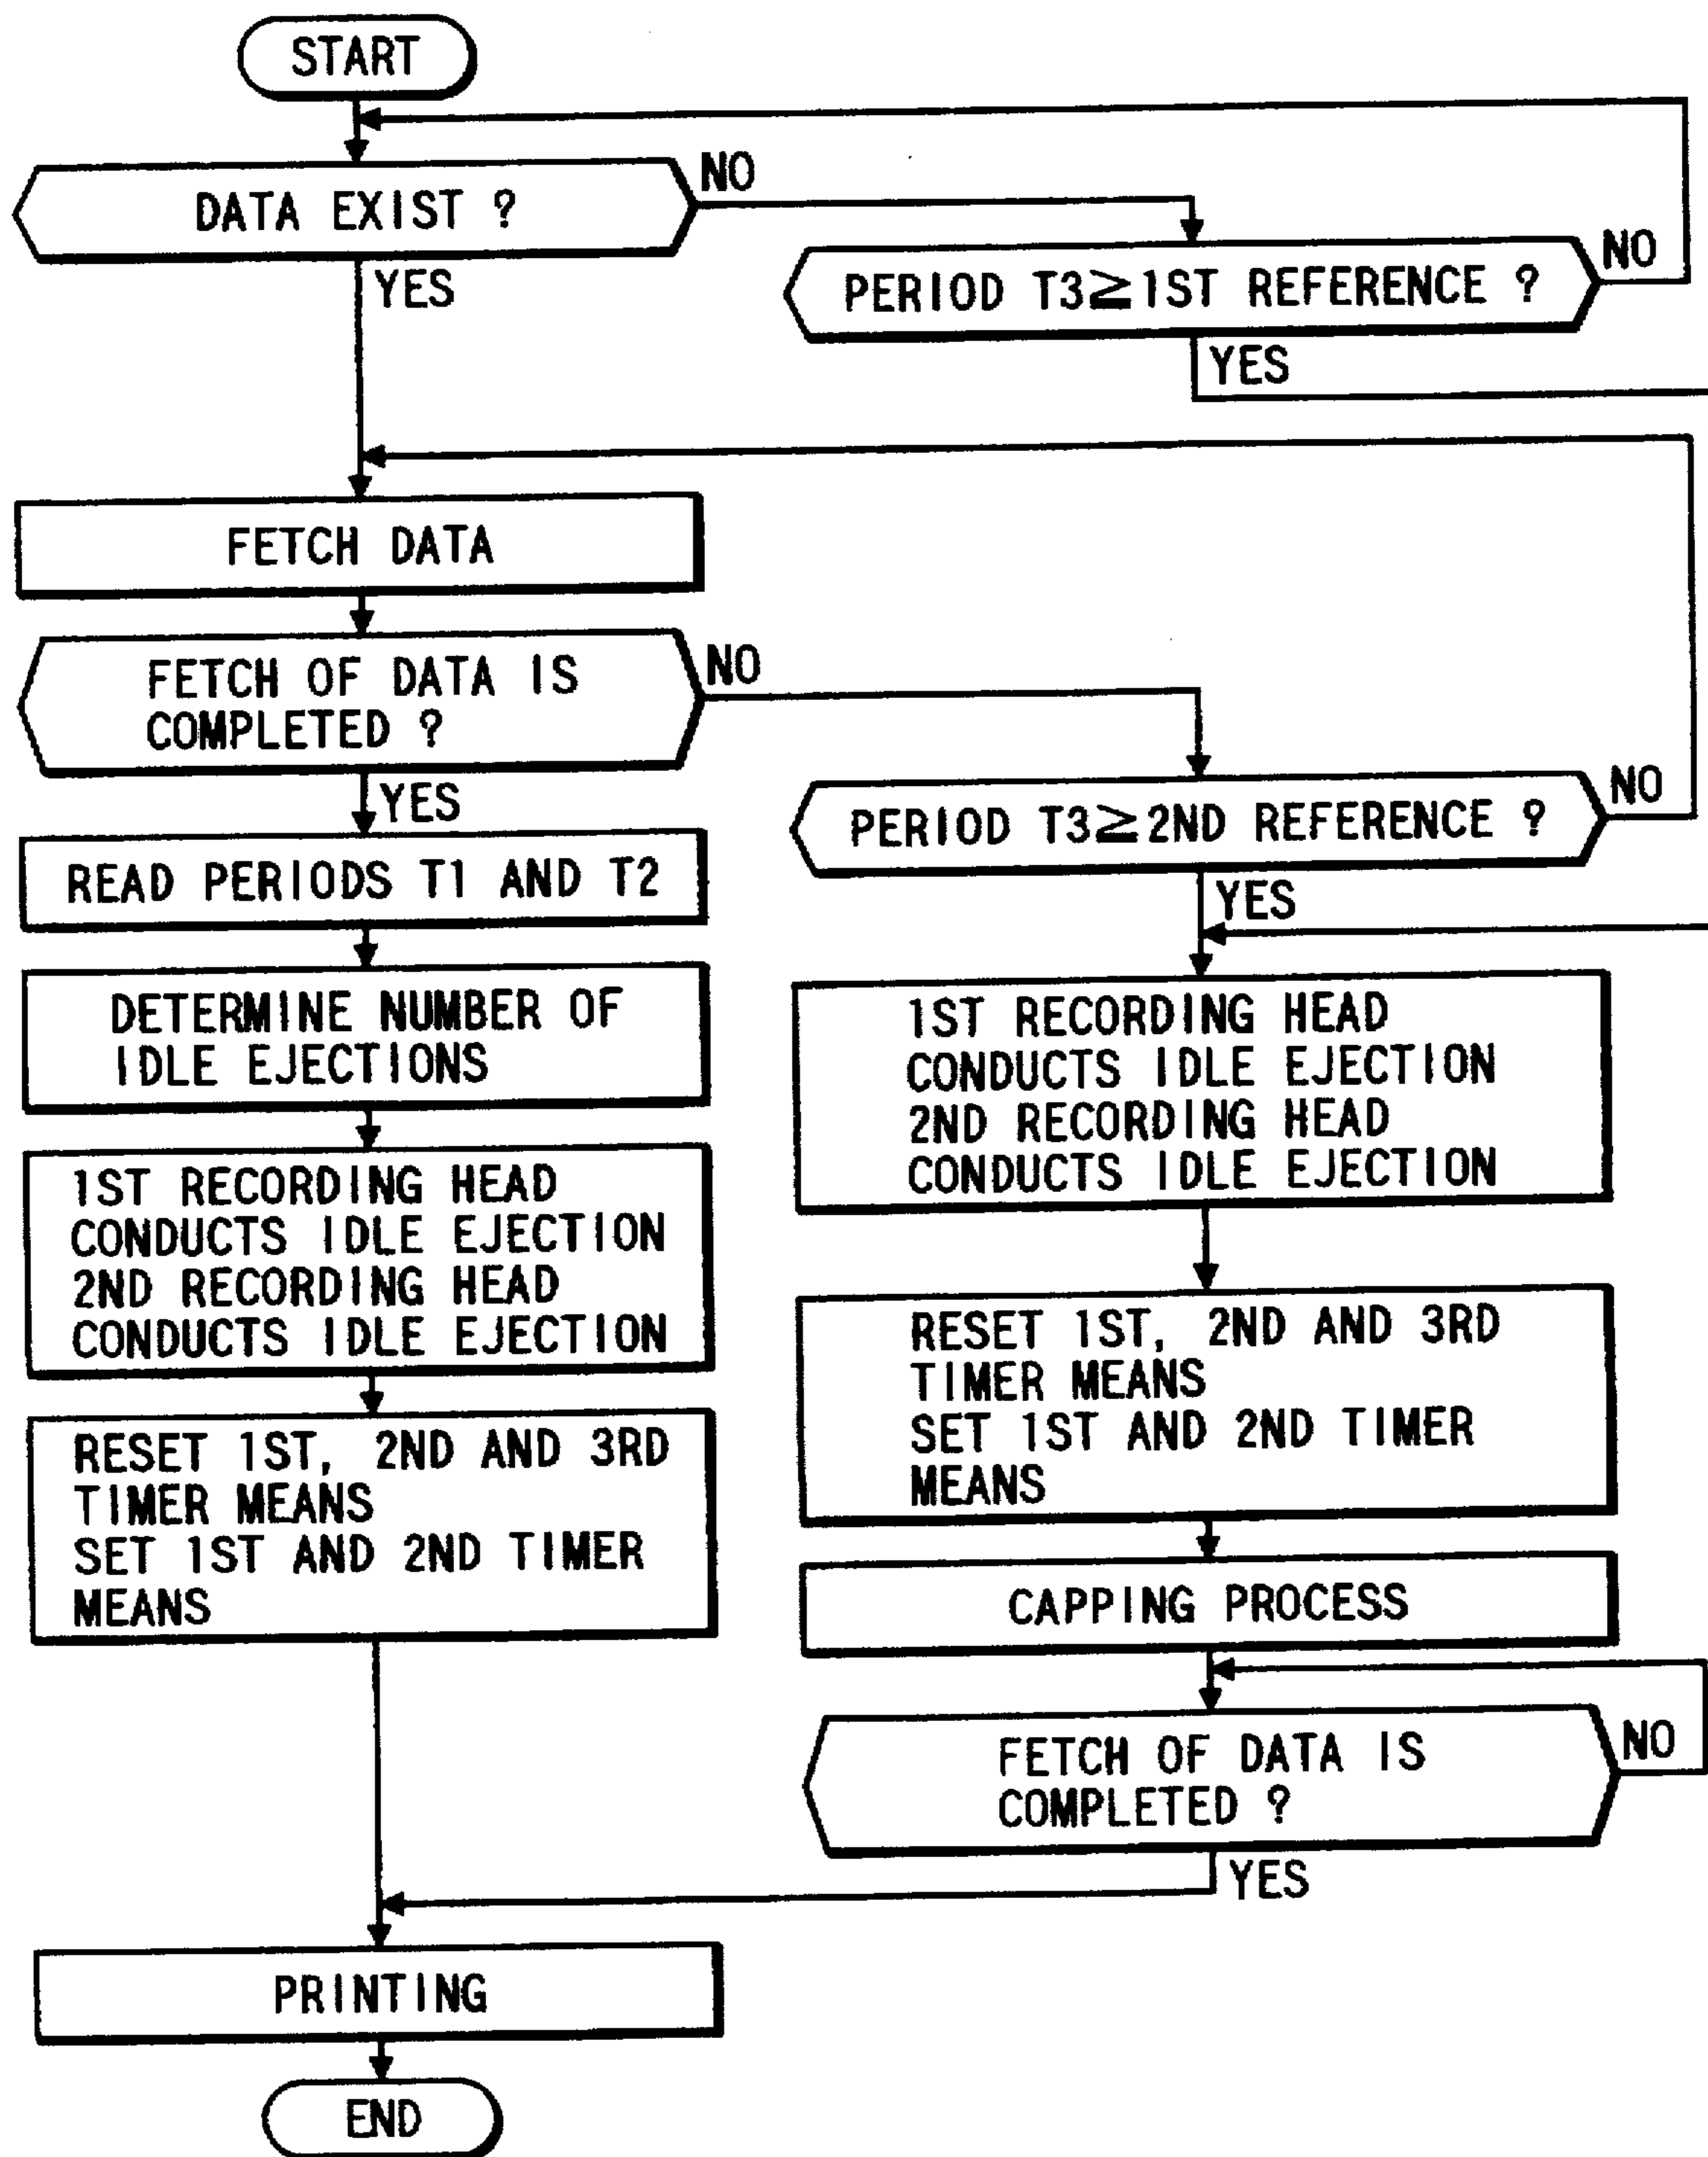 START
DATA EXIST ?
NO
YES
PERIOD T3≧1ST REFERENCE ?
NO
YES
FETCH DATA
FETCH OF DATA IS
COMPLETED ?
NO
YES
PERIOD T3≧2ND REFERENCE ?
NO
YES
READ PERIODS T1 AND T2
DETERMINE NUMBER OF
IDLE EJECTIONS
1ST RECORDING HEAD
CONDUCTS IDLE EJECTION
2ND RECORDING HEAD
CONDUCTS IDLE EJECTION
RESET 1ST, 2ND AND 3RD
TIMER MEANS
SET 1ST AND 2ND TIMER
MEANS
1ST RECORDING HEAD
CONDUCTS IDLE EJECTION
2ND RECORDING HEAD
CONDUCTS IDLE EJECTION
RESET 1ST, 2ND AND 3RD
TIMER MEANS
SET 1ST AND 2ND TIMER
MEANS
CAPPING PROCESS
FETCH OF DATA IS
COMPLETED ?
NO
YES
PRINTING
END